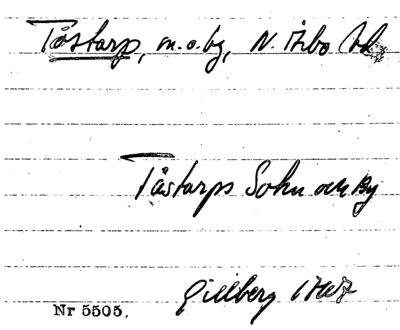 Tåstarp, m.o.by, N. Åsbo hd
Tåstarps Sokn och By
Gillberg 1767
Nr 5505.